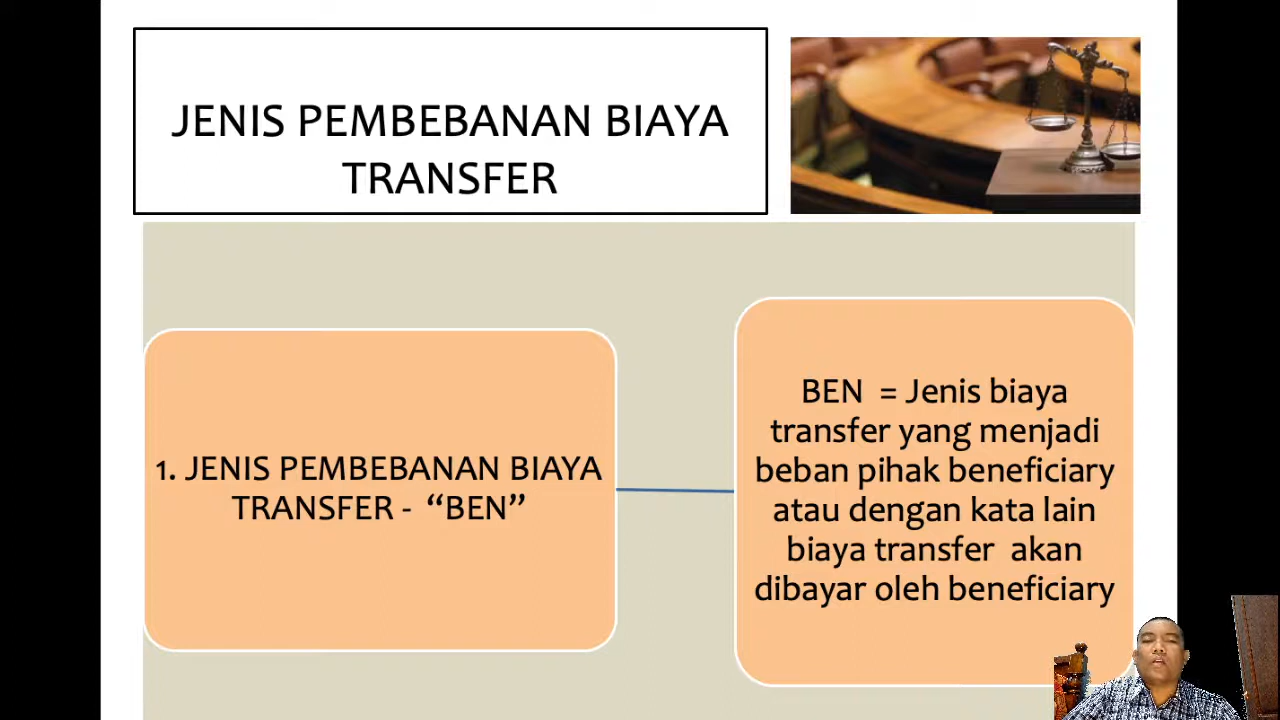 JENIS PEMBEBANAN BIAYA
TRANSFER
1. JENIS PEMBEBANAN BIAYA
TRANSFER - “BEN”
BEN = Jenis biaya
transfer yang menjadi
beban pihak beneficiary
atau dengan kata lain
biaya transfer akan
dibayar oleh beneficiary